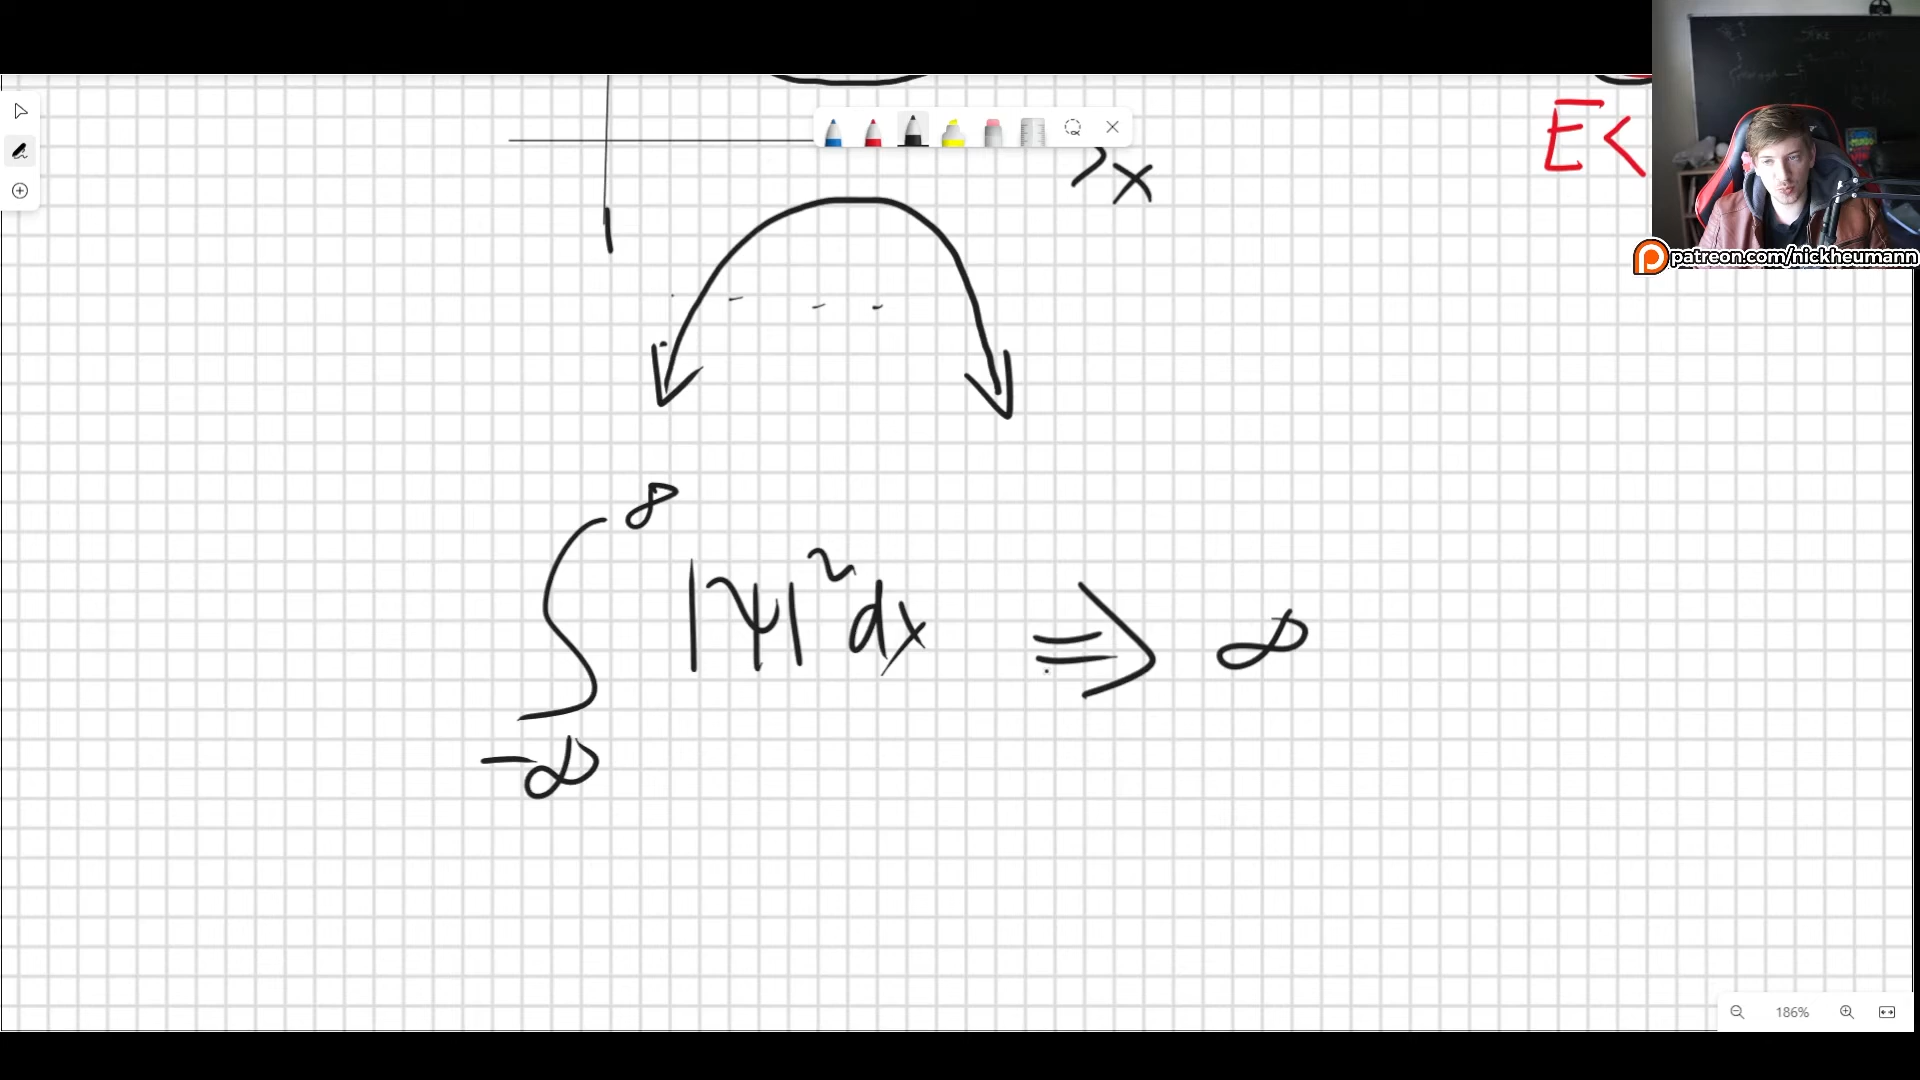 E<
x
patreon.com/nickheumann
∫_{-∞}^{∞} |Ψ|² dx ⇒ ∞
186%